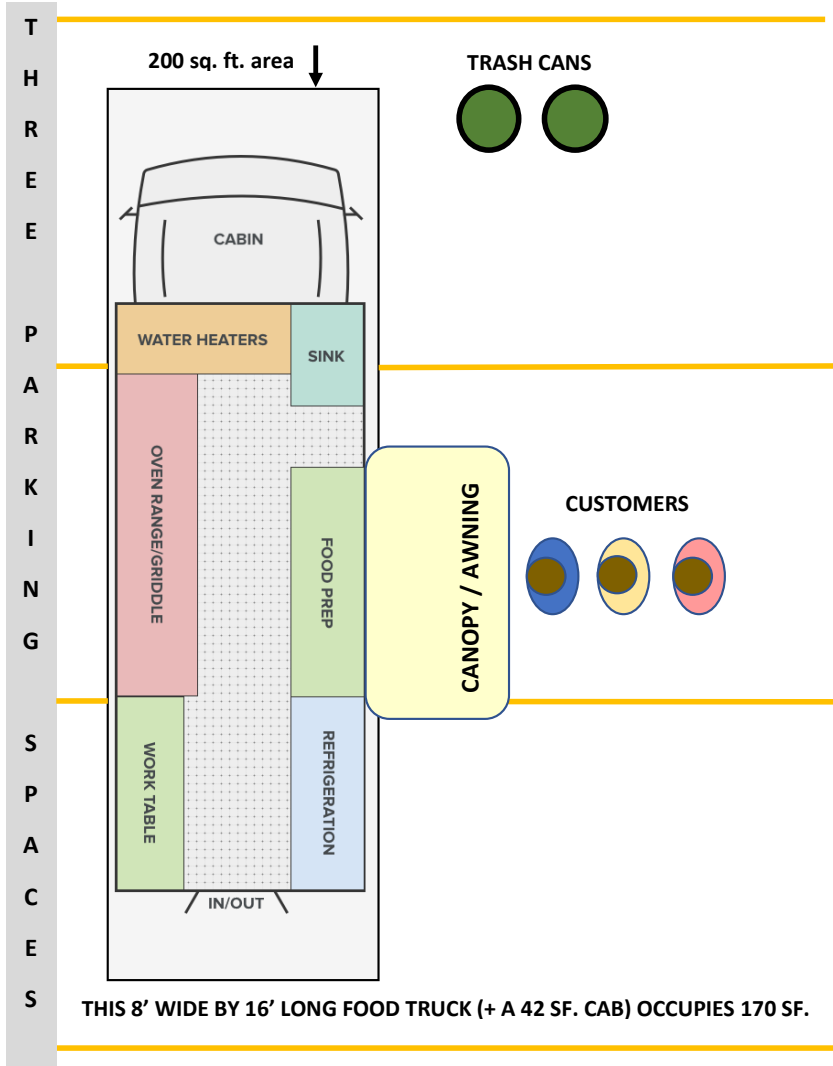 THREE PARKING SPACES
200 sq. ft. area
TRASH CANS
CABIN
WATER HEATERS
SINK
OVEN RANGE/GRIDDLE
FOOD PREP
CANOPY / AWNING
CUSTOMERS
WORK TABLE
REFRIGERATION
IN/OUT
THIS 8’ WIDE BY 16’ LONG FOOD TRUCK (+ A 42 SF. CAB) OCCUPIES 170 SF.